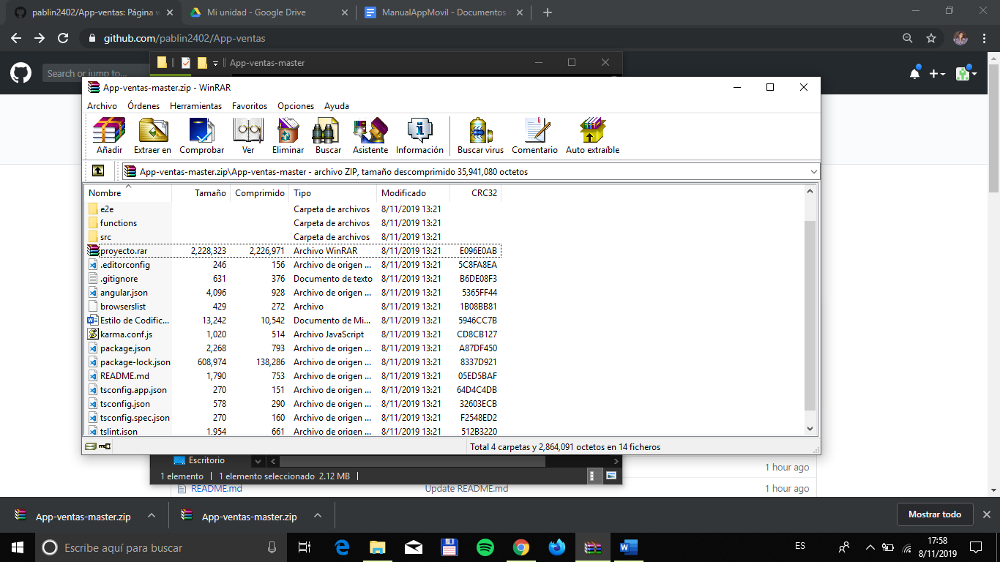 pablin2402/App-ventas: Página w
Mi unidad - Google Drive
ManualAppMovil - Documentos
github.com/pablin2402/App-ventas
Search or jump to...
App-ventas-master
App-ventas-master.zip - WinRAR
Archivo Órdenes Herramientas Favoritos Opciones Ayuda
Añadir Extraer en Comprobar Ver Eliminar Buscar Asistente Información Buscar virus Comentario Auto extraíble
App-ventas-master.zip\App-ventas-master - archivo ZIP, tamaño descomprimido 35,941,080 octetos
Nombre Tamaño Comprimido Tipo Modificado CRC32
e2e Carpeta de archivos 8/11/2019 13:21
functions Carpeta de archivos 8/11/2019 13:21
src Carpeta de archivos 8/11/2019 13:21
proyecto.rar 2,228,323 2,226,971 Archivo WinRAR 8/11/2019 13:21 E096E0AB
.editorconfig 246 156 Archivo de origen ... 8/11/2019 13:21 5C8FA8EA
.gitignore 631 376 Documento de texto 8/11/2019 13:21 B6DE08F3
angular.json 4,096 928 Archivo de origen ... 8/11/2019 13:21 5365FF44
browserslist 429 272 Archivo 8/11/2019 13:21 1B08BB81
Estilo de Codific... 13,242 10,542 Documento de Mi... 8/11/2019 13:21 5946CC7B
karma.conf.js 1,020 514 Archivo JavaScript 8/11/2019 13:21 CD8CB127
package.json 2,268 793 Archivo de origen ... 8/11/2019 13:21 A87DF450
package-lock.json 608,974 138,286 Archivo de origen ... 8/11/2019 13:21 8337D921
README.md 1,790 753 Archivo de origen ... 8/11/2019 13:21 05ED5BAF
tsconfig.app.json 270 151 Archivo de origen ... 8/11/2019 13:21 64D4C4DB
tsconfig.json 578 290 Archivo de origen ... 8/11/2019 13:21 32603ECB
tsconfig.spec.json 270 160 Archivo de origen ... 8/11/2019 13:21 F2548ED2
tslint.json 1,954 661 Archivo de origen ... 8/11/2019 13:21 512B3220
Total 4 carpetas y 2,864,091 octetos en 14 ficheros
Escritorio
1 hour ago
1 elemento 1 elemento seleccionado 2.12 MB
README.md Update README.md 1 hour ago
App-ventas-master.zip
App-ventas-master.zip
Mostrar todo
Escribe aquí para buscar
ES
17:58
8/11/2019